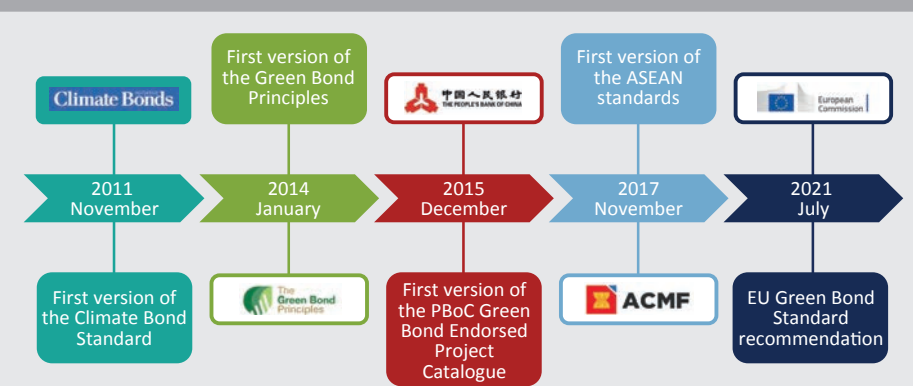 First version of
the Green Bond
Principles
First version of
the ASEAN
standards
Climate Bonds
中国人民银行
THE PEOPLE'S BANK OF CHINA
European
Commission
2011
November
2014
January
2015
December
2017
November
2021
July
First version of
the Climate Bond
Standard
The
Green Bond
Principles
First version of
the PBoC Green
Bond Endorsed
Project
Catalogue
ACMF
EU Green Bond
Standard
recommendation